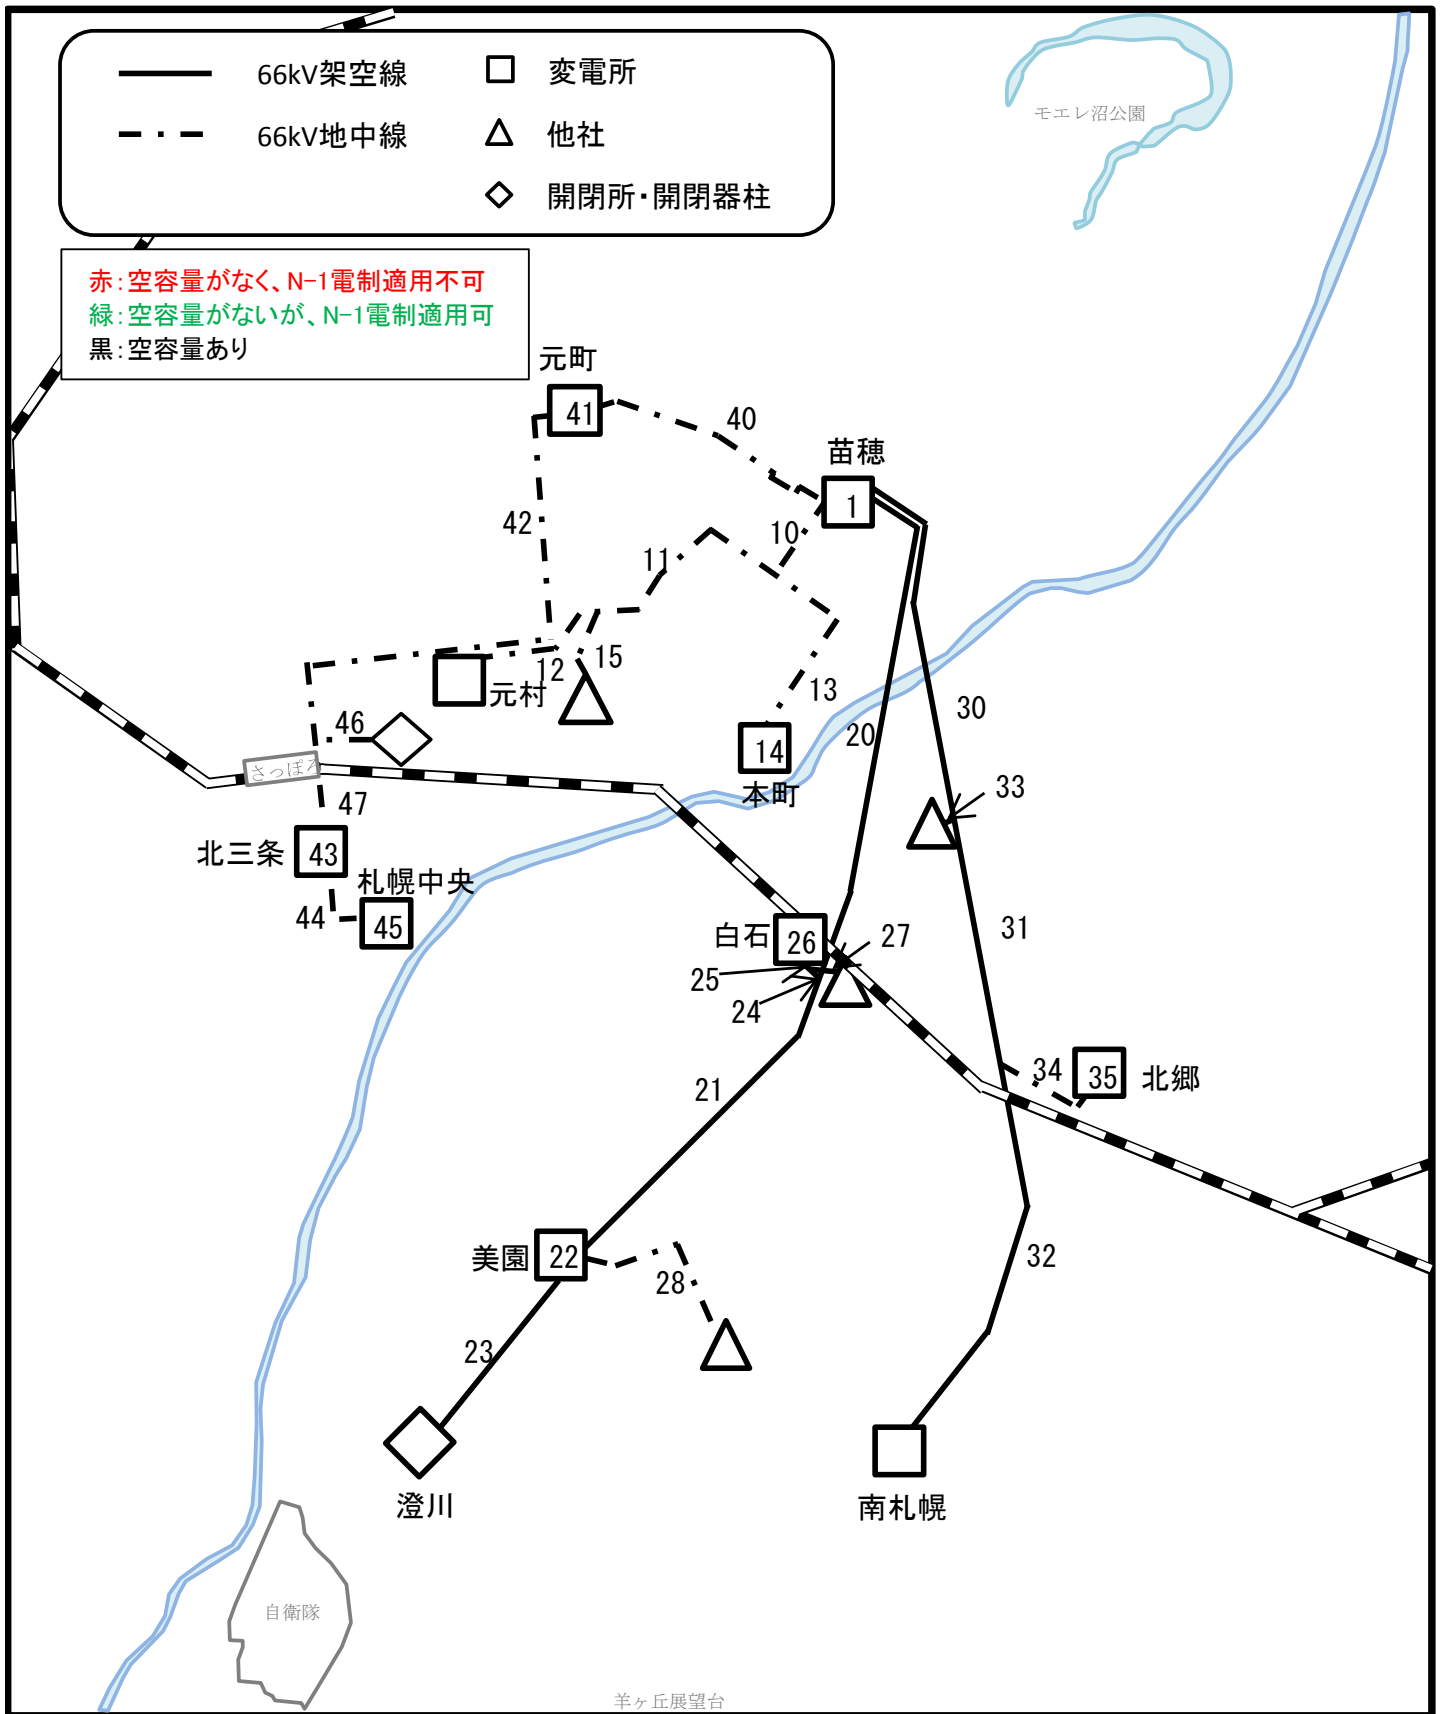 66kV架空線
変電所
モエレ沼公園
66kV地中線
他社
開閉所・開閉器柱
赤:空容量がなく、N-1電制適用不可
緑:空容量がないが、N-1電制適用可
黒:空容量あり
元町
41
40
苗穂
1
42
10
11
12
15
元村
13
30
46
20
14
さっぽろ
本町
33
47
北三条
43
札幌中央
44
45
白石
26
27
31
25
24
34
35
北郷
21
美園
22
28
32
23
澄川
南札幌
自衛隊
羊ヶ丘展望台